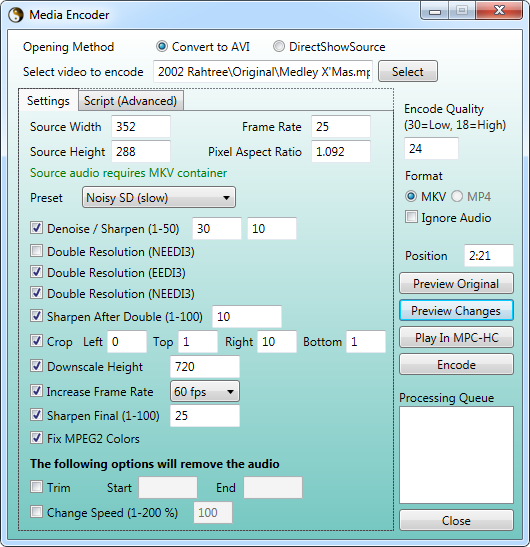 Media Encoder
Opening Method Convert to AVI DirectShowSource
Select video to encode 2002 Rahtree\Original\Medley X'Mas.mp Select
Settings Script (Advanced)
Source Width 352 Frame Rate 25
Source Height 288 Pixel Aspect Ratio 1.092
Source audio requires MKV container
Preset Noisy SD (slow)
Denoise / Sharpen (1-50) 30 10
Double Resolution (NEEDI3)
Double Resolution (EEDI3)
Double Resolution (NEEDI3)
Sharpen After Double (1-100) 10
Crop Left 0 Top 1 Right 10 Bottom 1
Downscale Height 720
Increase Frame Rate 60 fps
Sharpen Final (1-100) 25
Fix MPEG2 Colors
The following options will remove the audio
Trim Start End
Change Speed (1-200 %) 100
Encode Quality
(30=Low, 18=High)
24
Format
MKV MP4
Ignore Audio
Position 2:21
Preview Original
Preview Changes
Play In MPC-HC
Encode
Processing Queue
Close